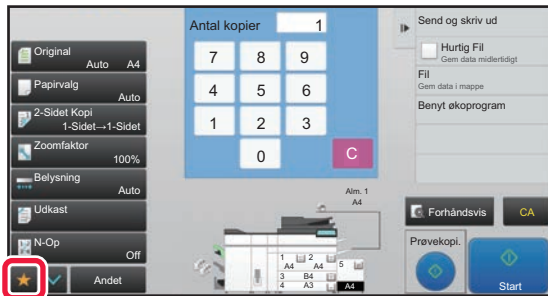 Original
Auto A4
Papirvalg
Auto
2-Sidet Kopi
1-Sidet→1-Sidet
Zoomfaktor
100%
Belysning
Auto
Udkast
N-Op
Off
Andet
Antal kopier 1
7 8 9
4 5 6
1 2 3
0 C
Alm. 1
A4
1 A4 2 A4
3 B4
4 A3
5 A4
Send og skriv ud
Hurtig Fil
Gem data midlertidigt
Fil
Gem data i mappe
Benyt økoprogram
Forhåndsvis CA
Prøvekopi.
Start